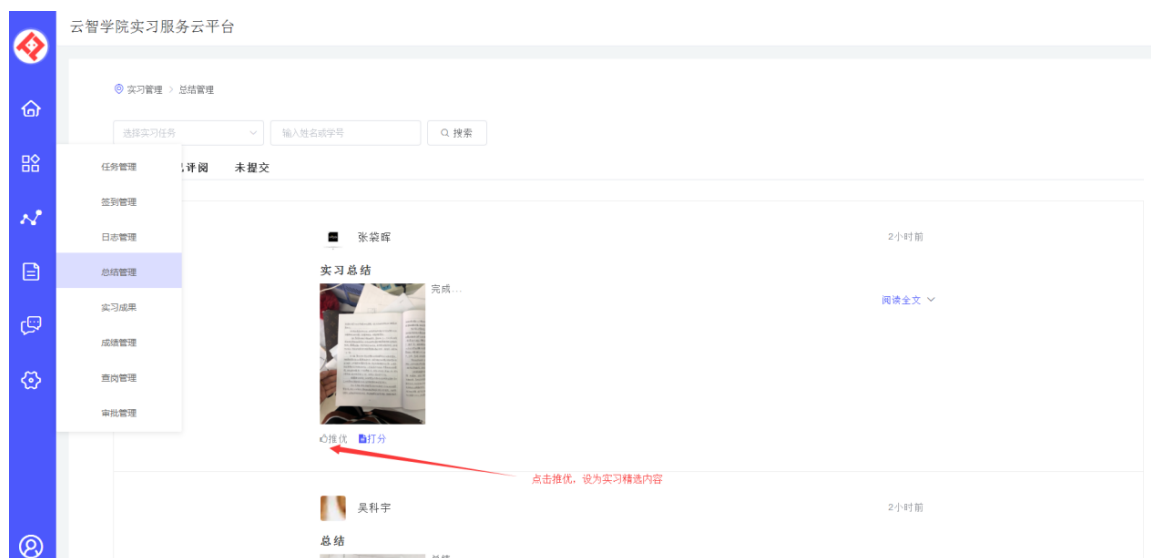 云智学院实习服务云平台
实习管理 > 总结管理
选择实习任务 输入姓名或学号 搜索
任务管理 评阅 未提交
签到管理
日志管理 张袋晖 2小时前
总结管理 实习总结
完成...
实习成果 阅读全文
成绩管理
查岗管理
审批管理
推优 打分
点击推优，设为实习精选内容
吴科宇 2小时前
总结